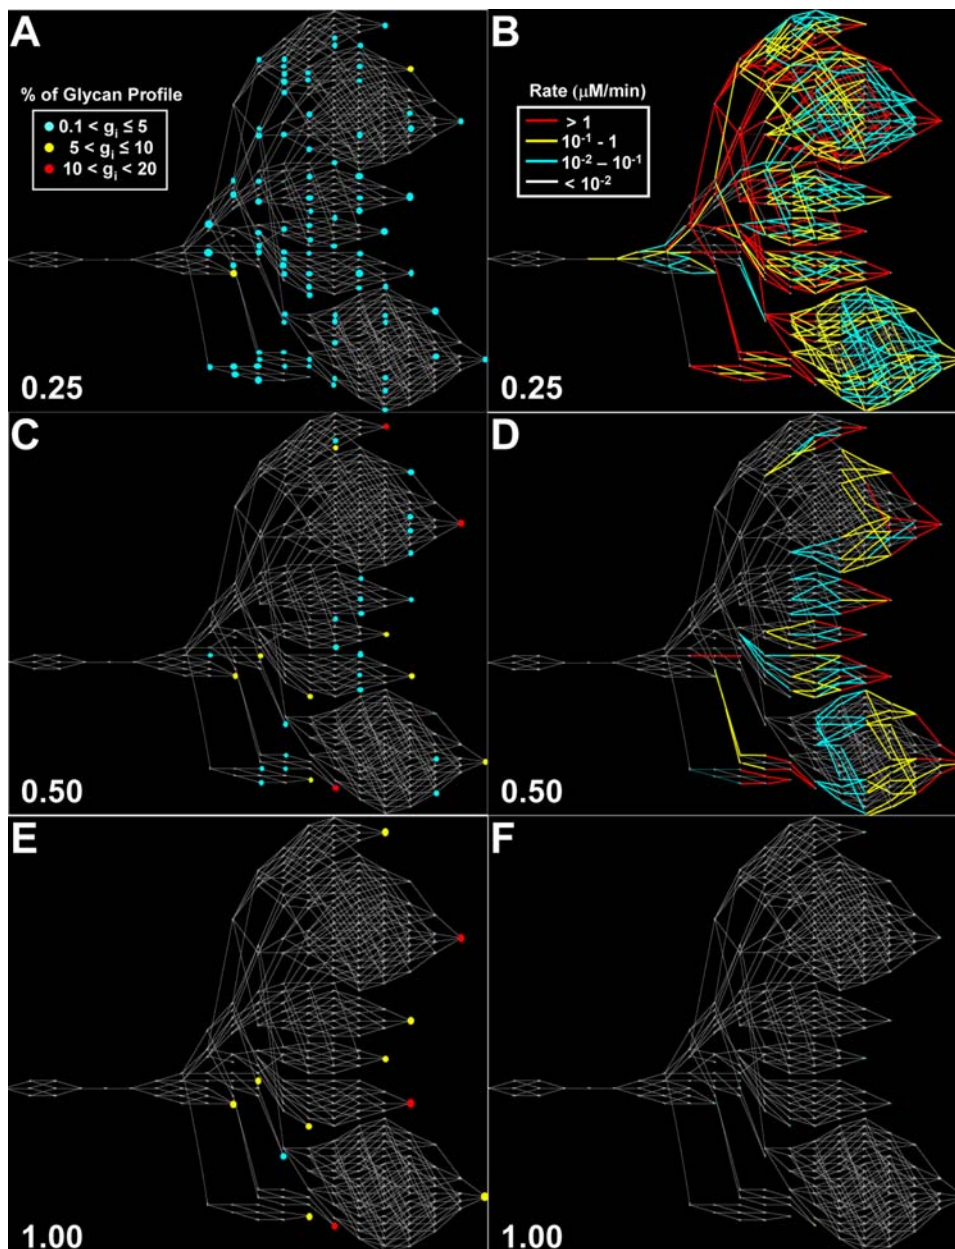 A
% of Glycan Profile
0.1 < gᵢ ≤ 5
5 < gᵢ ≤ 10
10 < gᵢ < 20
0.25
B
Rate (μM/min)
> 1
10⁻¹ - 1
10⁻² – 10⁻¹
< 10⁻²
0.25
C
0.50
D
0.50
E
1.00
F
1.00